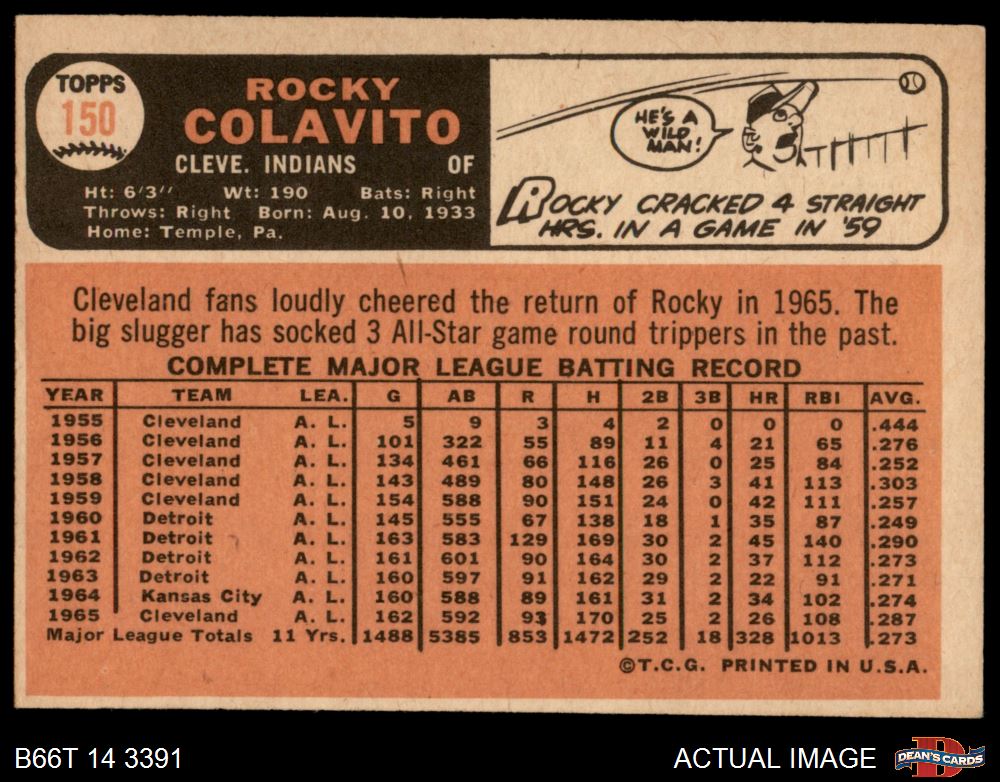 TOPPS
150
ROCKY
COLAVITO
CLEVE. INDIANS OF
Ht: 6'3" Wt: 190 Bats: Right
Throws: Right Born: Aug. 10, 1933
Home: Temple, Pa.
HE'S A
WILD
MAN!
ROCKY CRACKED 4 STRAIGHT
HRS. IN A GAME IN '59
Cleveland fans loudly cheered the return of Rocky in 1965. The
big slugger has socked 3 All-Star game round trippers in the past.
COMPLETE MAJOR LEAGUE BATTING RECORD
YEAR TEAM LEA. G AB R H 2B 3B HR RBI AVG.
1955 Cleveland A. L. 5 9 3 4 2 0 0 0 .444
1956 Cleveland A. L. 101 322 55 89 11 4 21 65 .276
1957 Cleveland A. L. 134 461 66 116 26 0 25 84 .252
1958 Cleveland A. L. 143 489 80 148 26 3 41 113 .303
1959 Cleveland A. L. 154 588 90 151 24 0 42 111 .257
1960 Detroit A. L. 145 555 67 138 18 1 35 87 .249
1961 Detroit A. L. 163 583 129 169 30 2 45 140 .290
1962 Detroit A. L. 161 601 90 164 30 2 37 112 .273
1963 Detroit A. L. 160 597 91 162 29 2 22 91 .271
1964 Kansas City A. L. 160 588 89 161 31 2 34 102 .274
1965 Cleveland A. L. 162 592 93 170 25 2 26 108 .287
Major League Totals 11 Yrs. 1488 5385 853 1472 252 18 328 1013 .273
©T.C.G. PRINTED IN U.S.A.
B66T 14 3391 ACTUAL IMAGE D DEAN'S CARDS